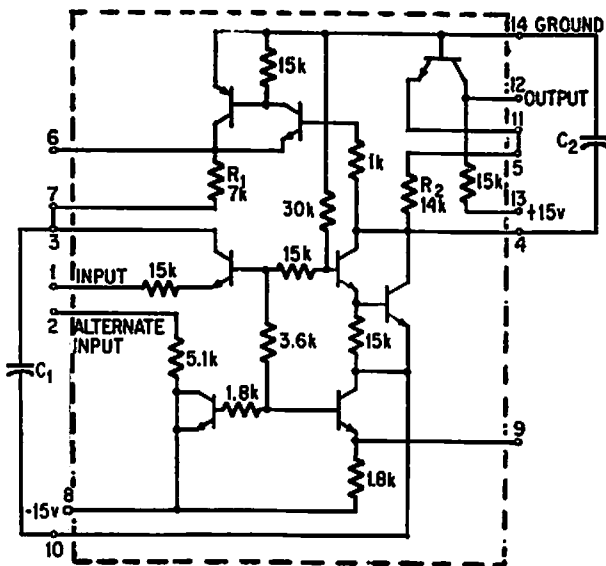 14 GROUND
15k
12
OUTPUT
11
6
1k
C2
5
R1
7k
R2
14k
15k
7
13
+15v
30k
3
4
1
INPUT
15k
15k
2
ALTERNATE
INPUT
3.6k
15k
C1
5.1k
1.8k
9
8
-15v
1.8k
10